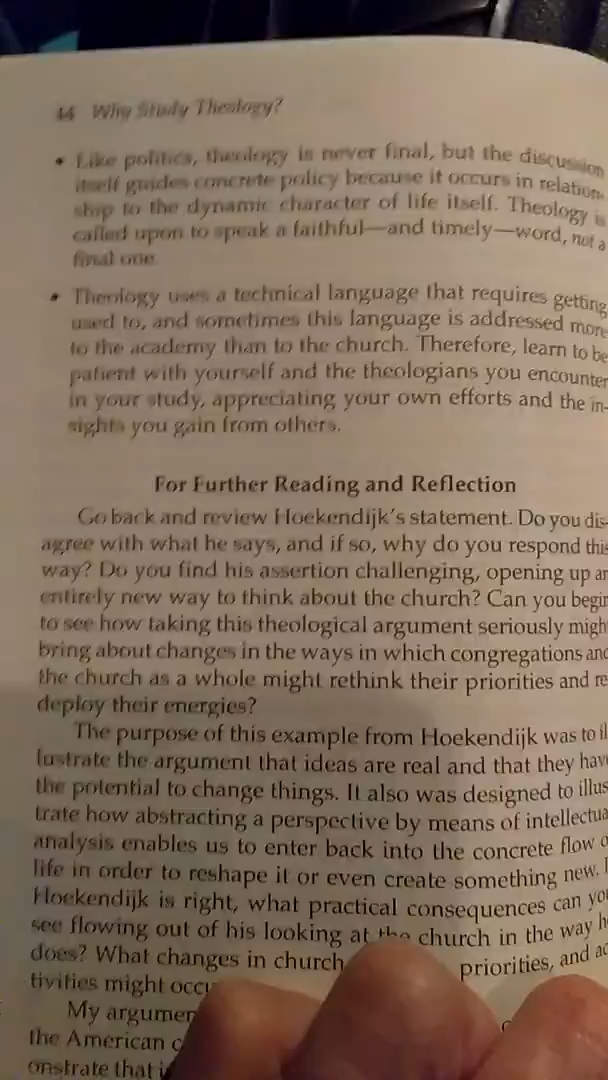 44 Why Study Theology?
• Like politics, theology is never final, but the discussion
itself guides concrete policy because it occurs in relation-
ship to the dynamic character of life itself. Theology is
called upon to speak a faithful—and timely—word, not a
final one.
• Theology uses a technical language that requires getting
used to, and sometimes this language is addressed more
to the academy than to the church. Therefore, learn to be
patient with yourself and the theologians you encounter
in your study, appreciating your own efforts and the in-
sights you gain from others.
For Further Reading and Reflection
Go back and review Hoekendijk's statement. Do you dis-
agree with what he says, and if so, why do you respond this
way? Do you find his assertion challenging, opening up an
entirely new way to think about the church? Can you begin
to see how taking this theological argument seriously migh
bring about changes in the ways in which congregations and
the church as a whole might rethink their priorities and re
deploy their energies?
The purpose of this example from Hoekendijk was to il
lustrate the argument that ideas are real and that they hav
the potential to change things. It also was designed to illus
trate how abstracting a perspective by means of intellectua
analysis enables us to enter back into the concrete flow o
life in order to reshape it or even create something new. I
Hoekendijk is right, what practical consequences can you
see flowing out of his looking at the church in the way h
does? What changes in church priorities, and ac
tivities might occu
My argumen
the American c
onstrate that i